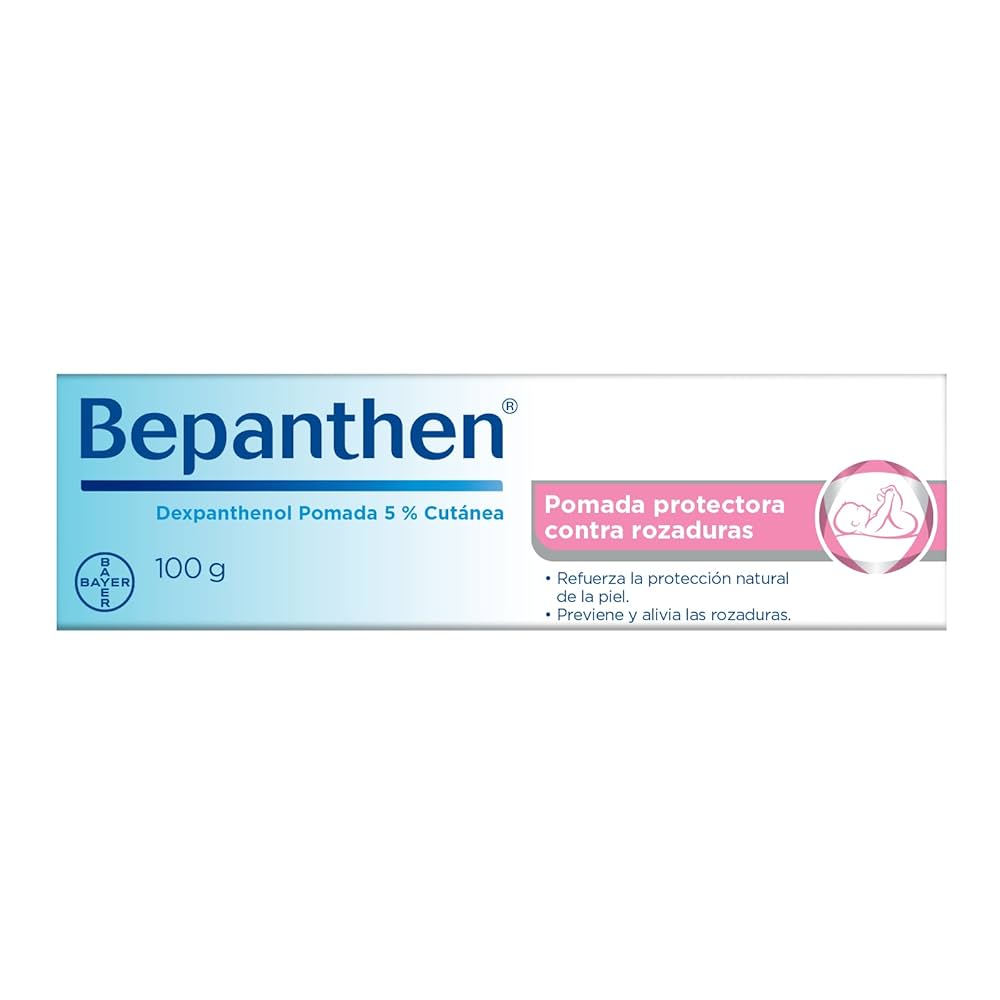 Bepanthen®
Dexpanthenol Pomada 5 % Cutánea
BAYER
BAYER
100 g
Pomada protectora
contra rozaduras
• Refuerza la protección natural
de la piel.
• Previene y alivia las rozaduras.